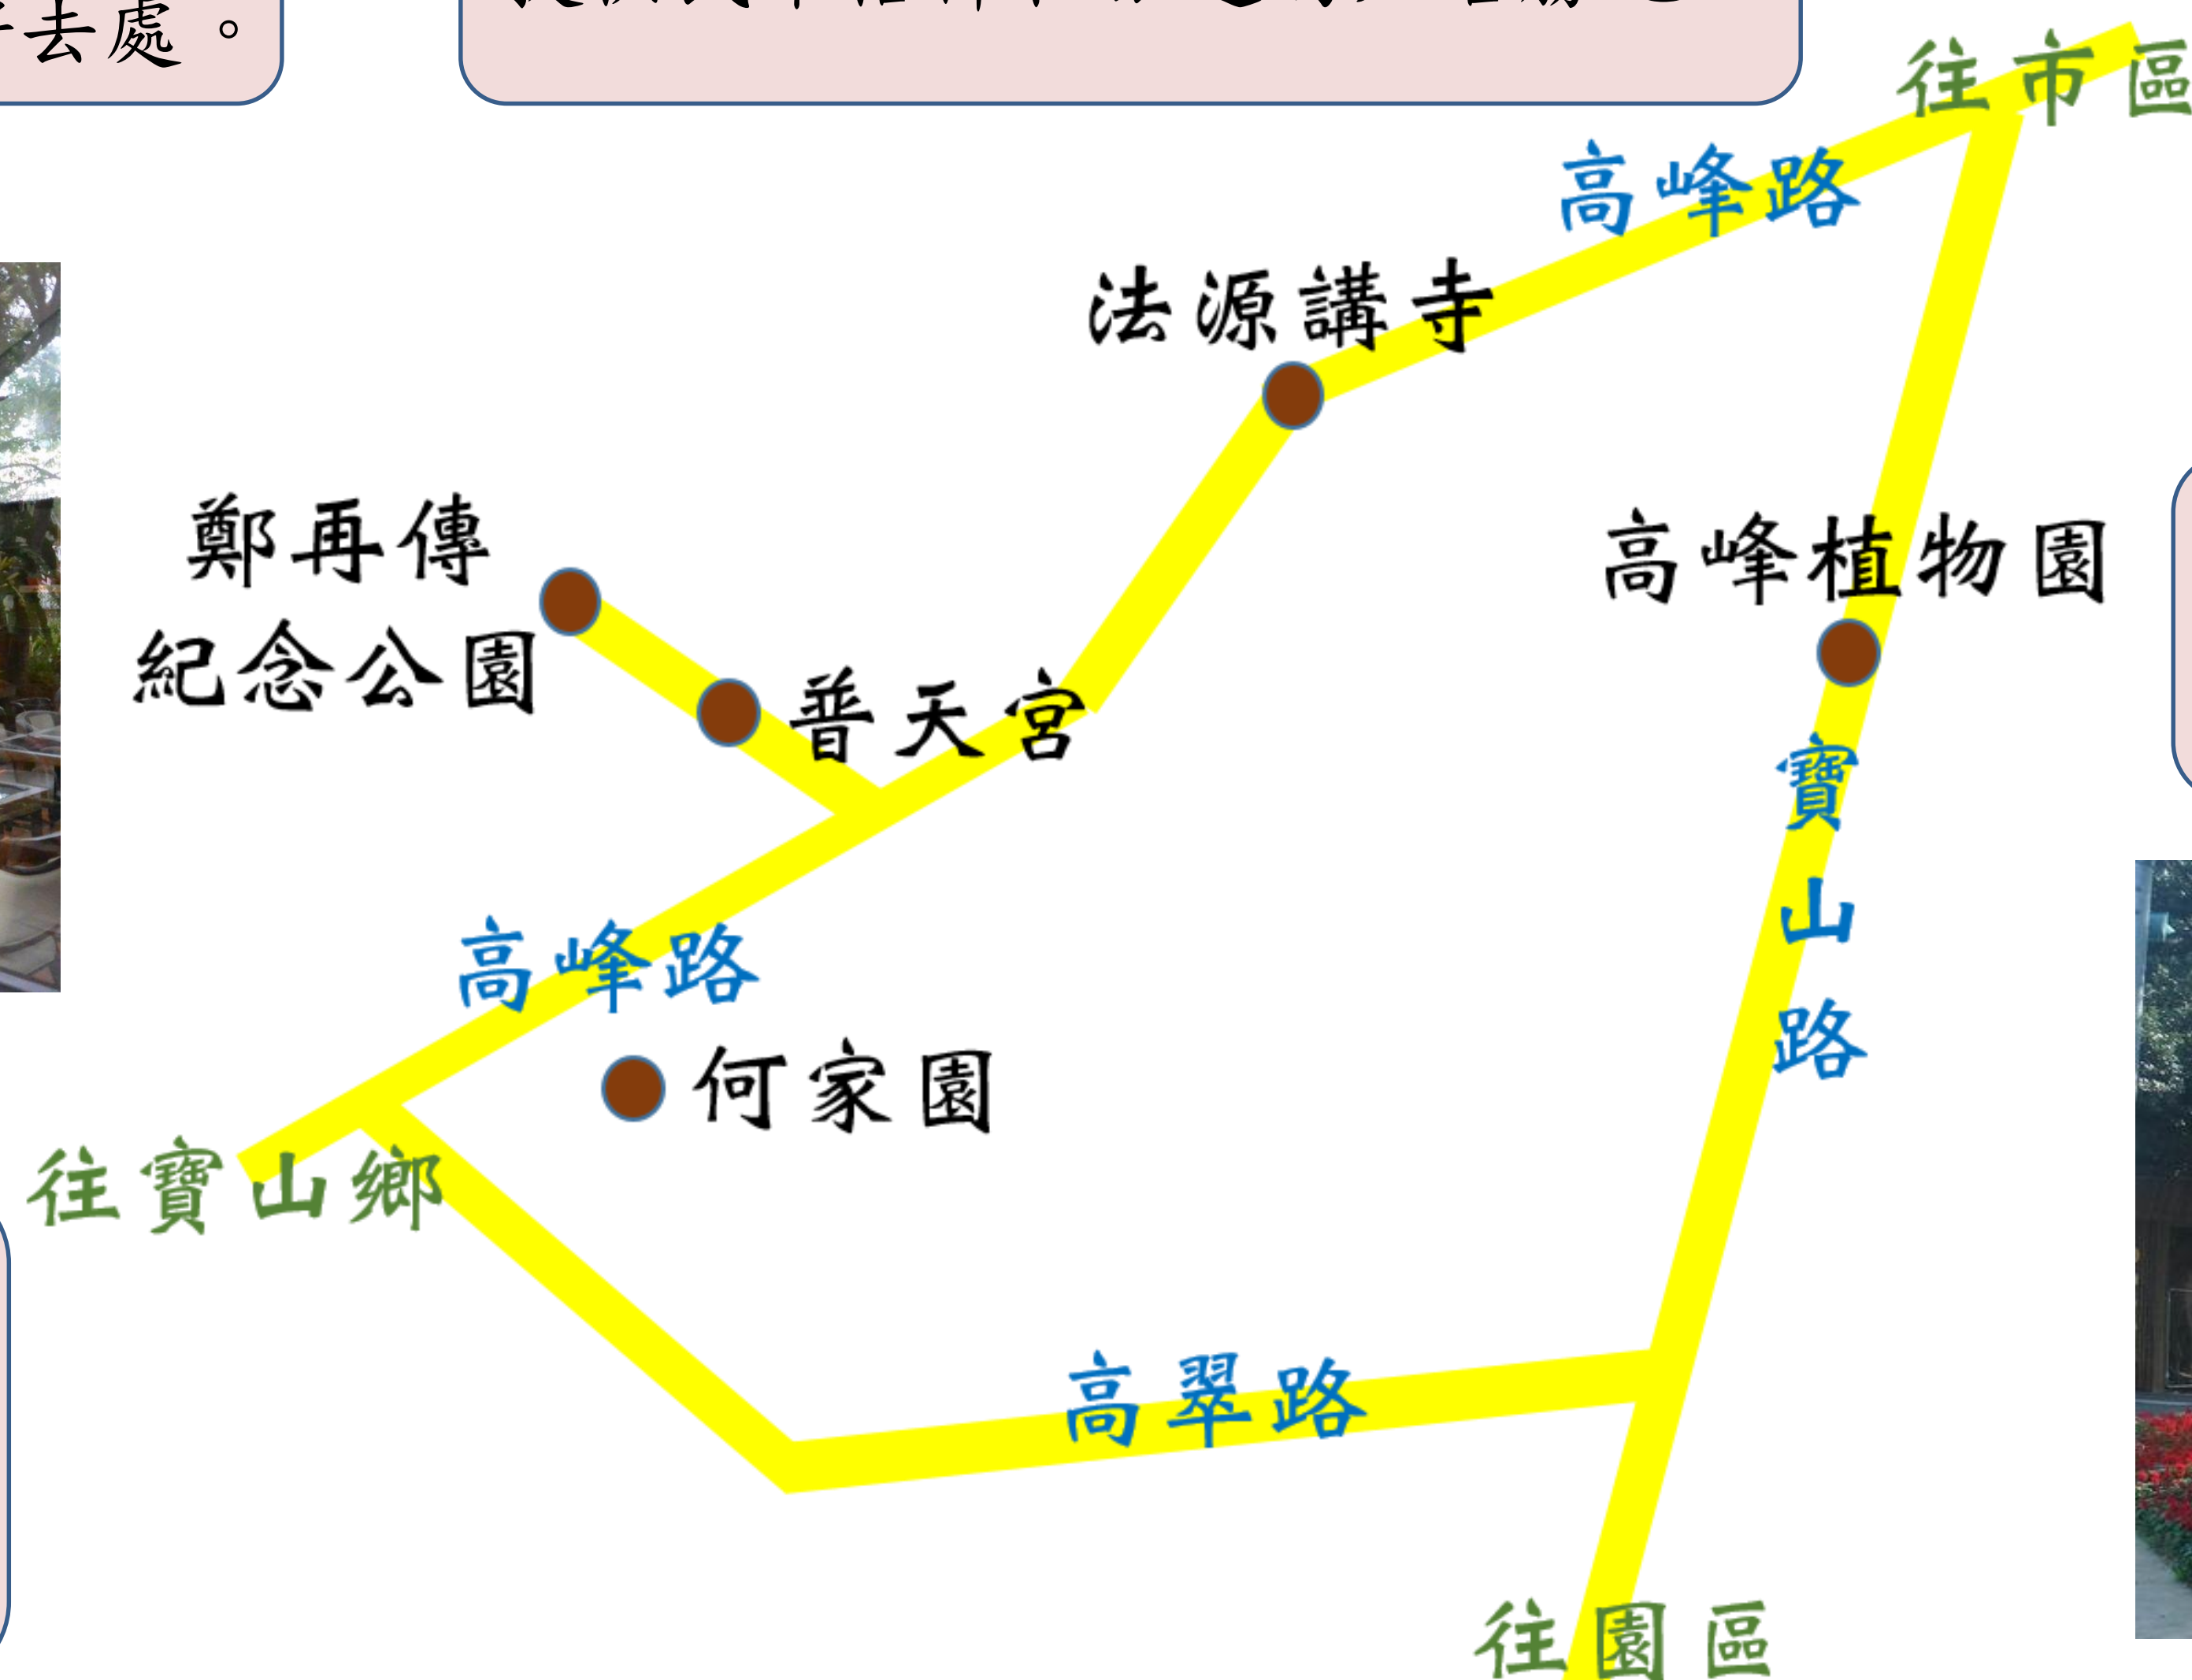 去處。
往市區
高峰路
法源講寺
鄭再傳
紀念公園
高峰植物園
普天宮
寶山路
高峰路
何家園
往寶山鄉
高翠路
往園區